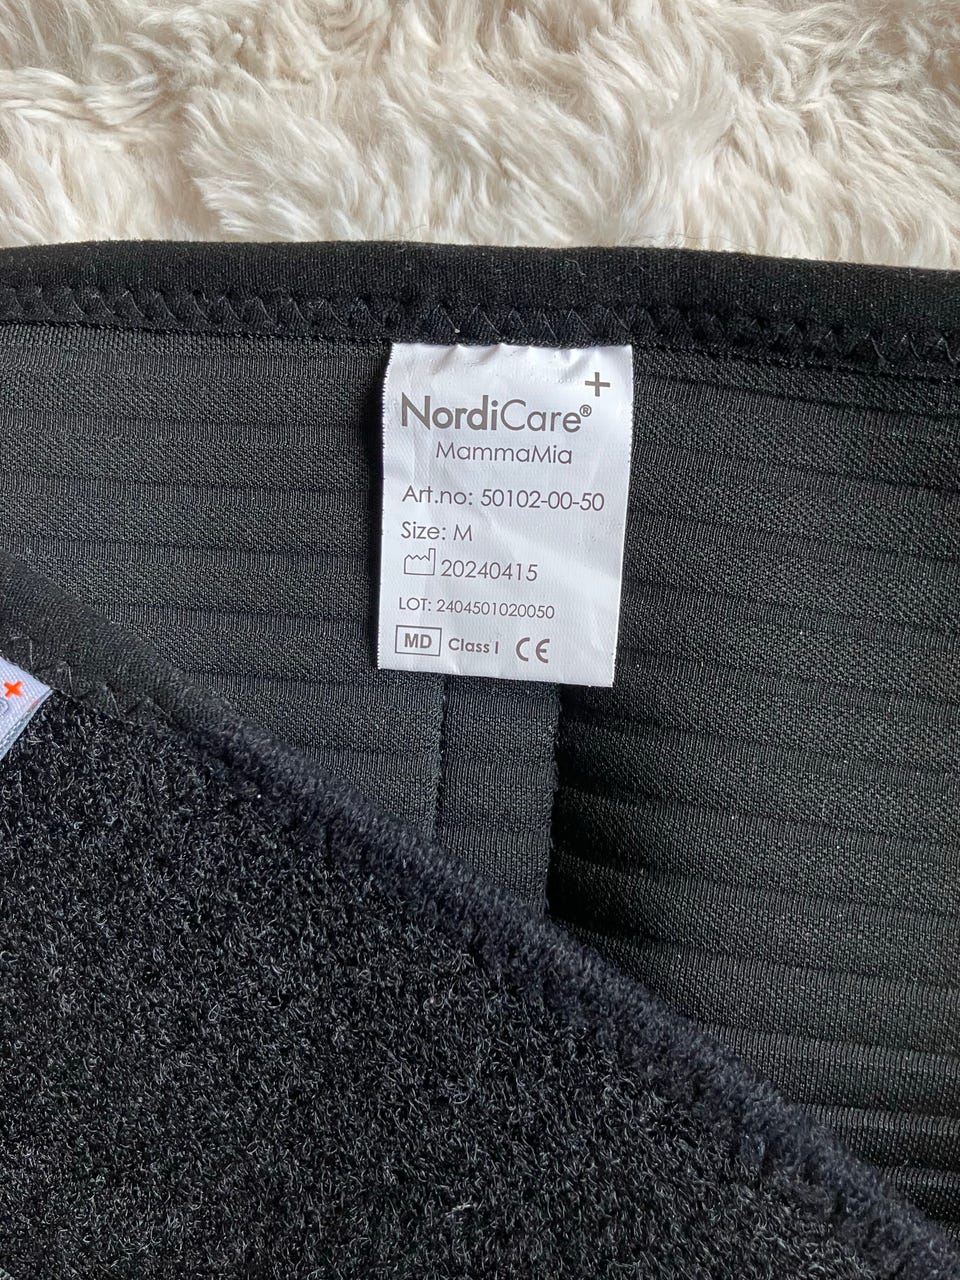 NordiCare®
MammaMia
Art.no: 50102-00-50
Size: M
20240415
LOT: 2404501020050
MD Class I CE